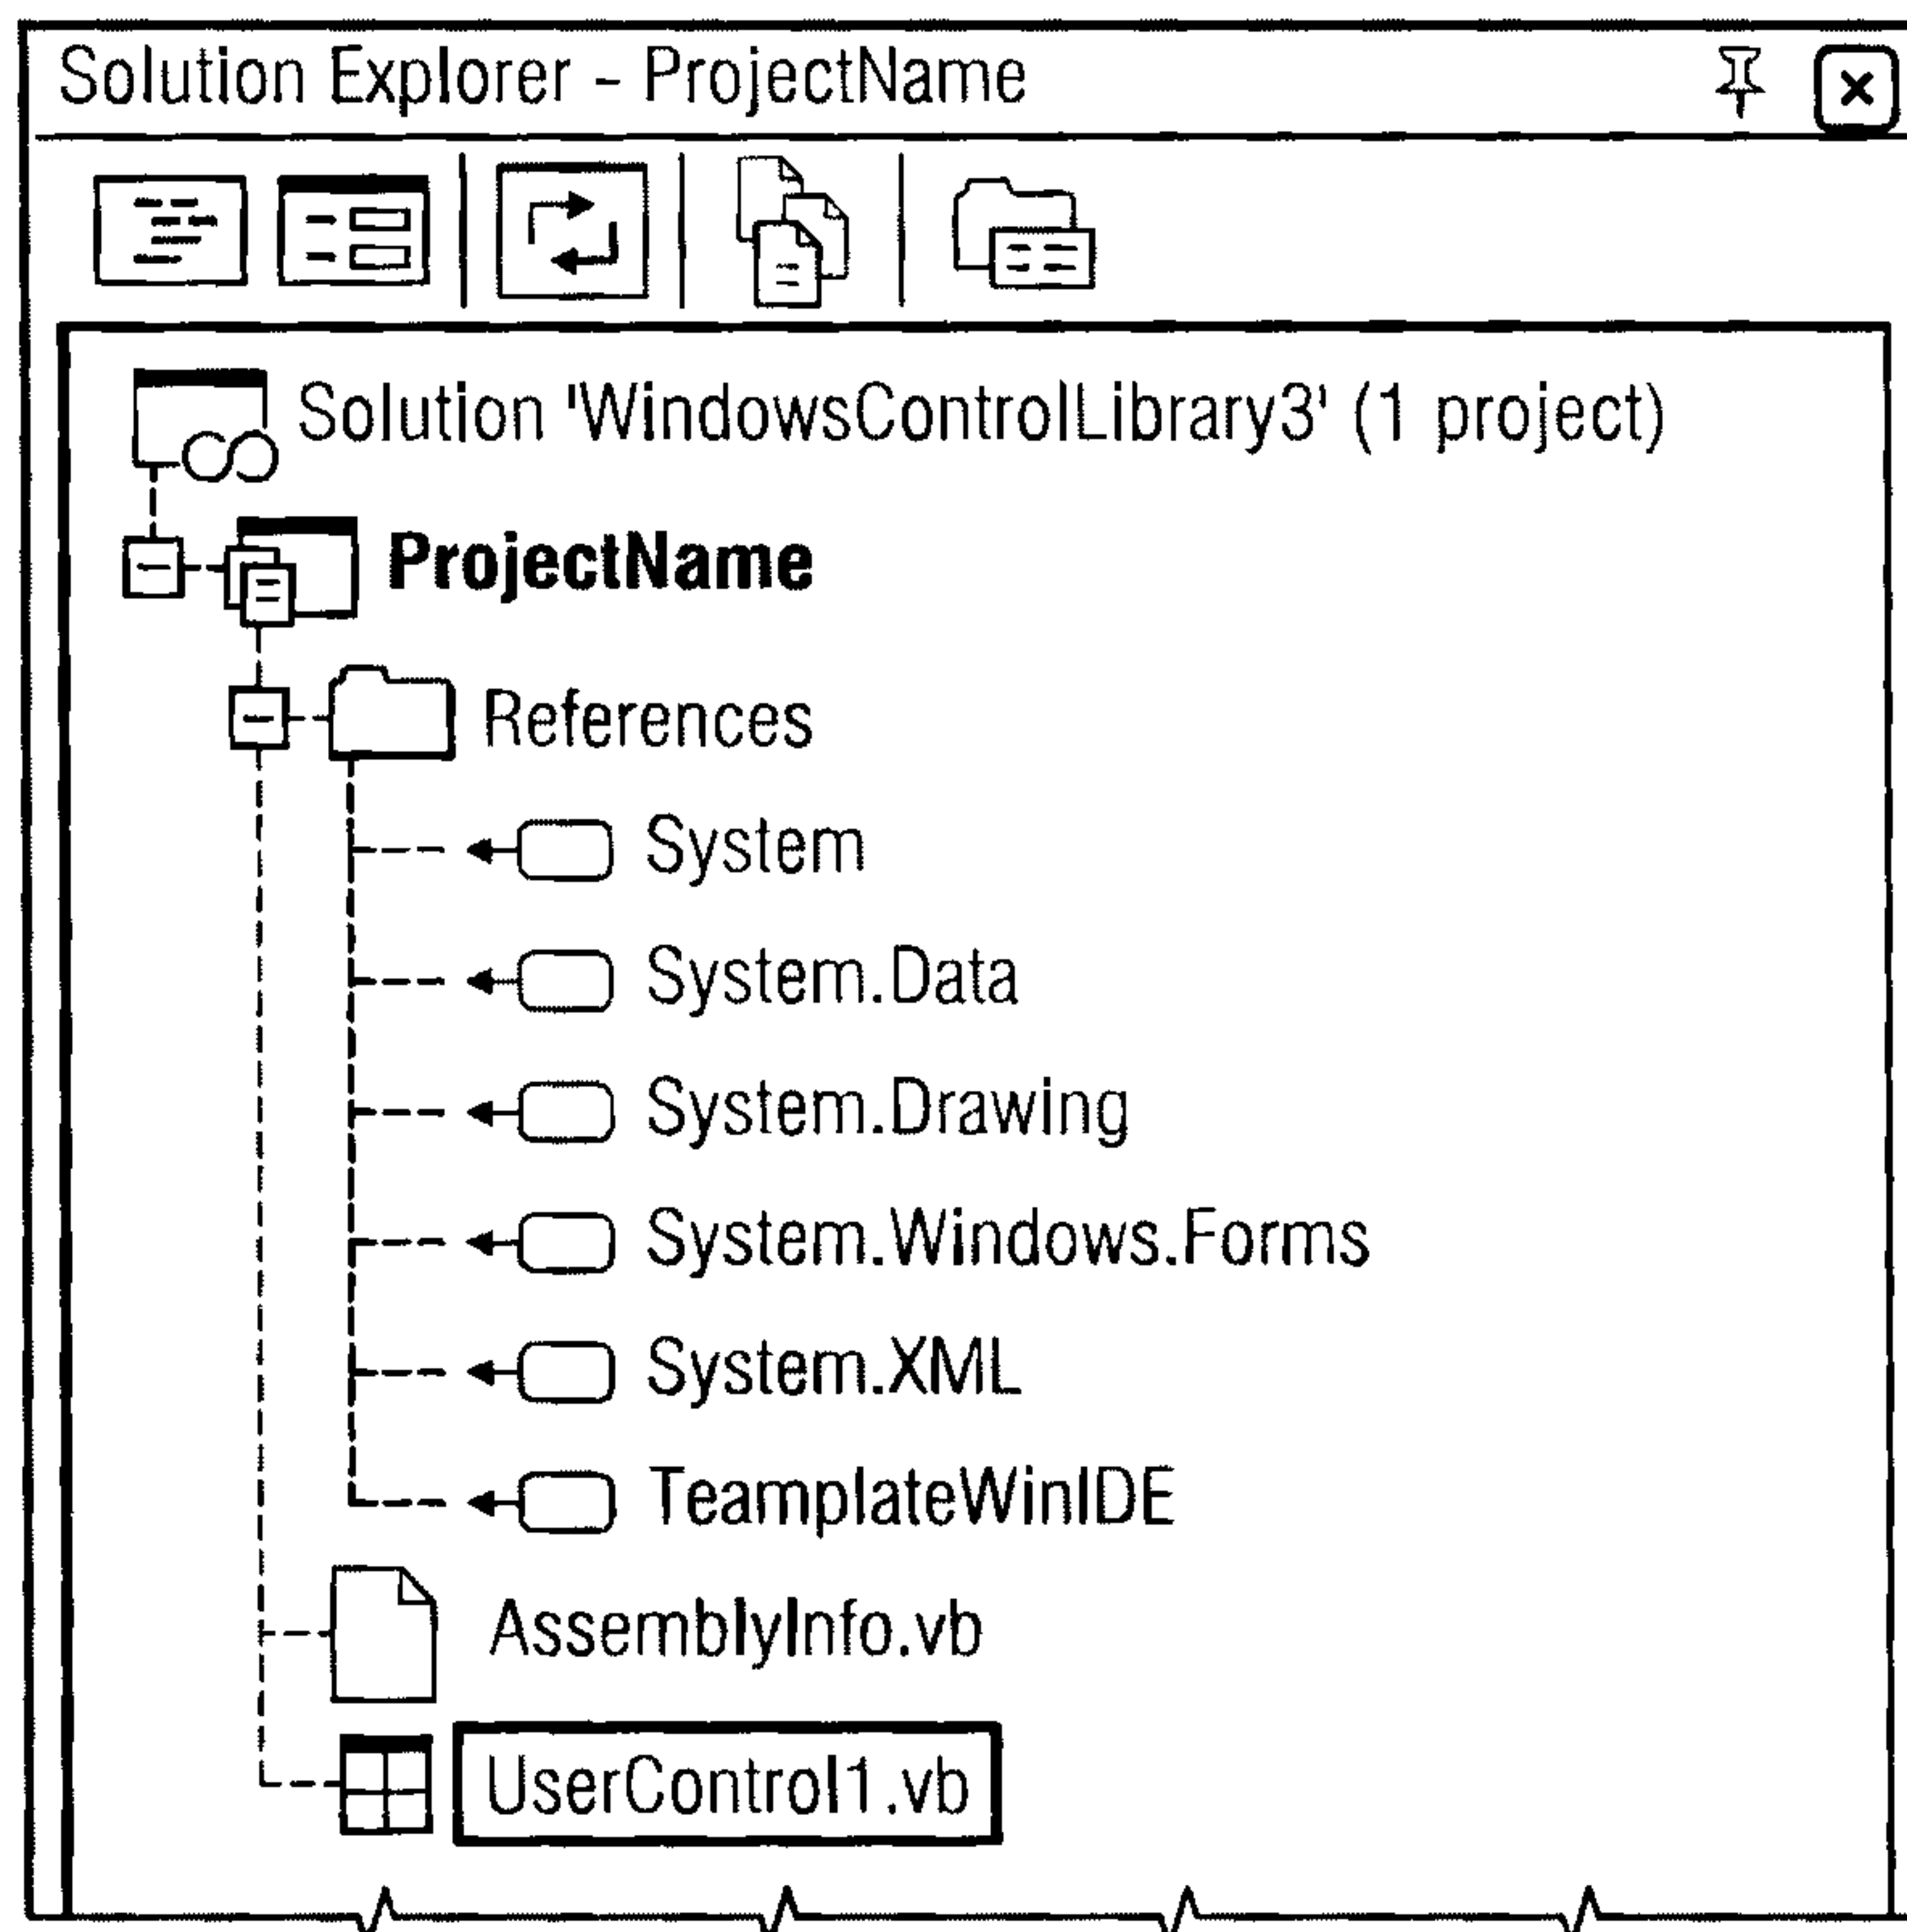 Solution Explorer - ProjectName
Solution 'WindowsControlLibrary3' (1 project)
ProjectName
References
System
System.Data
System.Drawing
System.Windows.Forms
System.XML
TeamplateWinIDE
AssemblyInfo.vb
UserControl1.vb